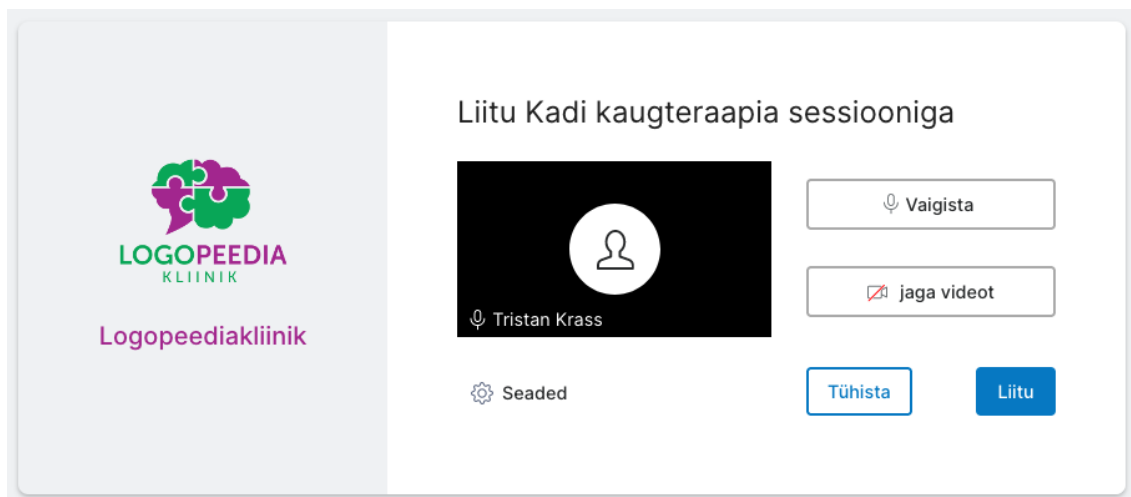 LOGOPEEDIA
KLIINIK
Logopeediakliinik
Liitu Kadi kaugteraapia sessiooniga
Tristan Krass
Vaigista
jaga videot
Seaded
Tühista
Liitu